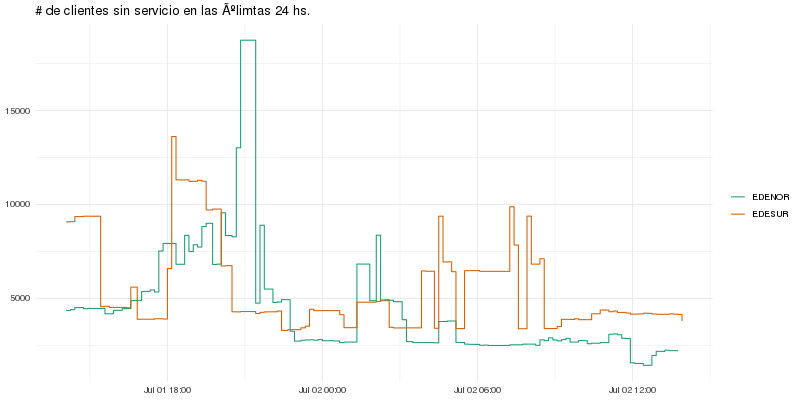 # de clientes sin servicio en las Ãºlimtas 24 hs.
15000
10000
5000
Jul 01 18:00
Jul 02 00:00
Jul 02 06:00
Jul 02 12:00
EDENOR
EDESUR